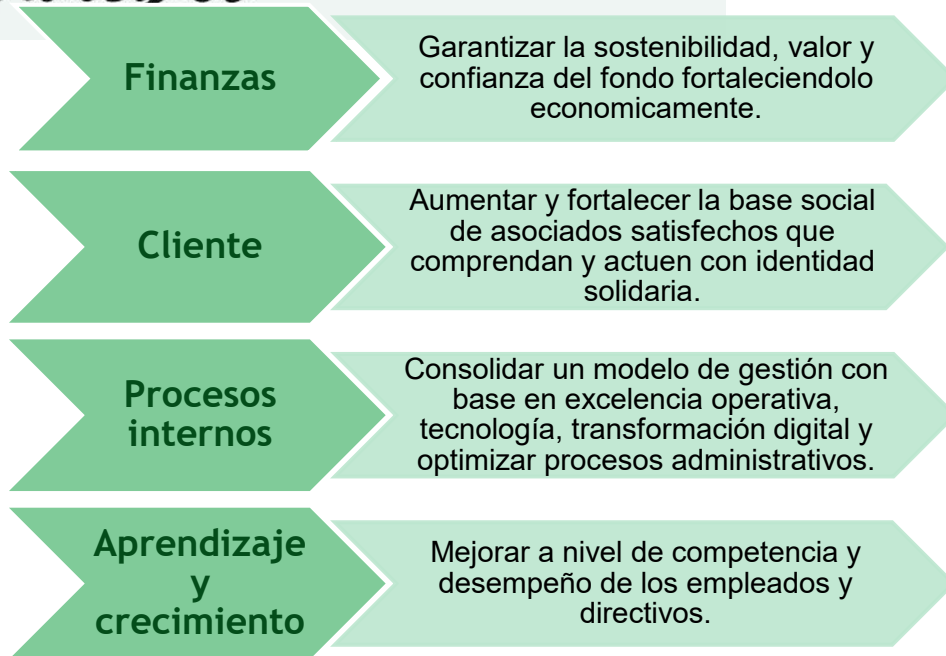 Finanzas
Garantizar la sostenibilidad, valor y
confianza del fondo fortaleciendolo
economicamente.
Cliente
Aumentar y fortalecer la base social
de asociados satisfechos que
comprendan y actuen con identidad
solidaria.
Procesos
internos
Consolidar un modelo de gestión con
base en excelencia operativa,
tecnología, transformación digital y
optimizar procesos administrativos.
Aprendizaje
y
crecimiento
Mejorar a nivel de competencia y
desempeño de los empleados y
directivos.